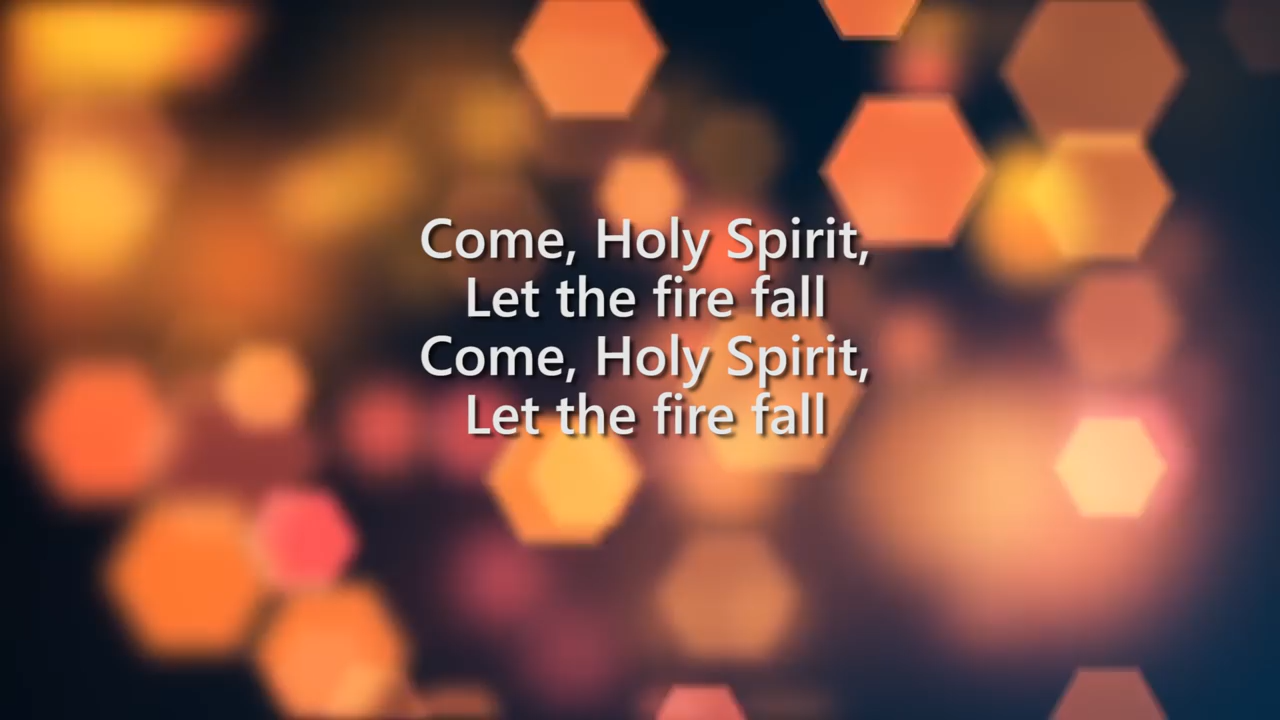 Come, Holy Spirit,
Let the fire fall
Come, Holy Spirit,
Let the fire fall